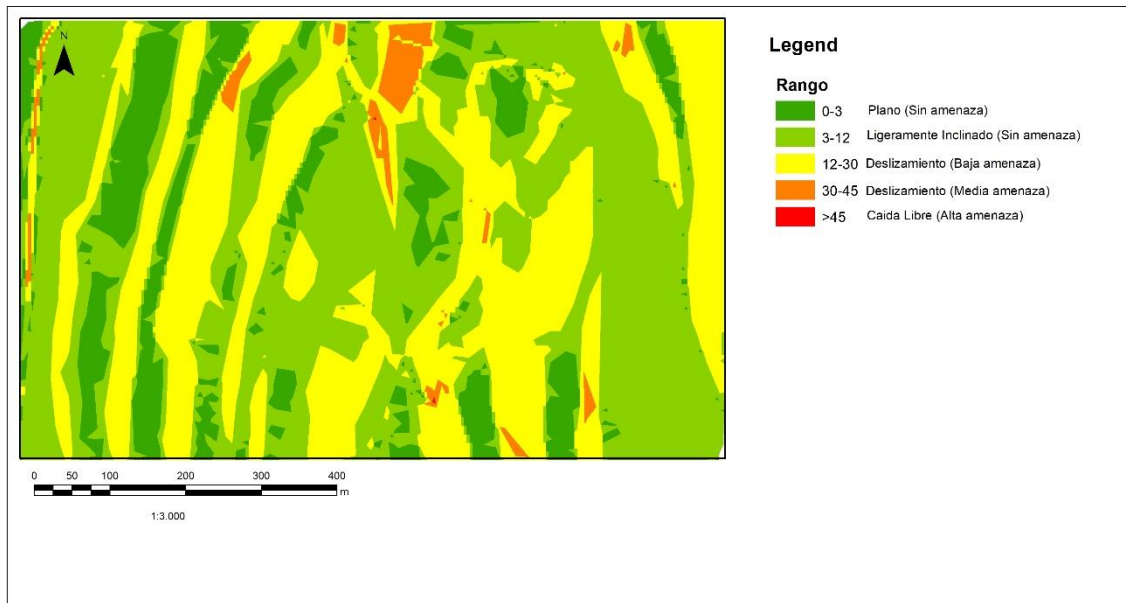 N
Legend
Rango
0-3 Plano (Sin amenaza)
3-12 Ligeramente Inclinado (Sin amenaza)
12-30 Deslizamiento (Baja amenaza)
30-45 Deslizamiento (Media amenaza)
>45 Caida Libre (Alta amenaza)
0 50 100 200 300 400
m
1:3.000